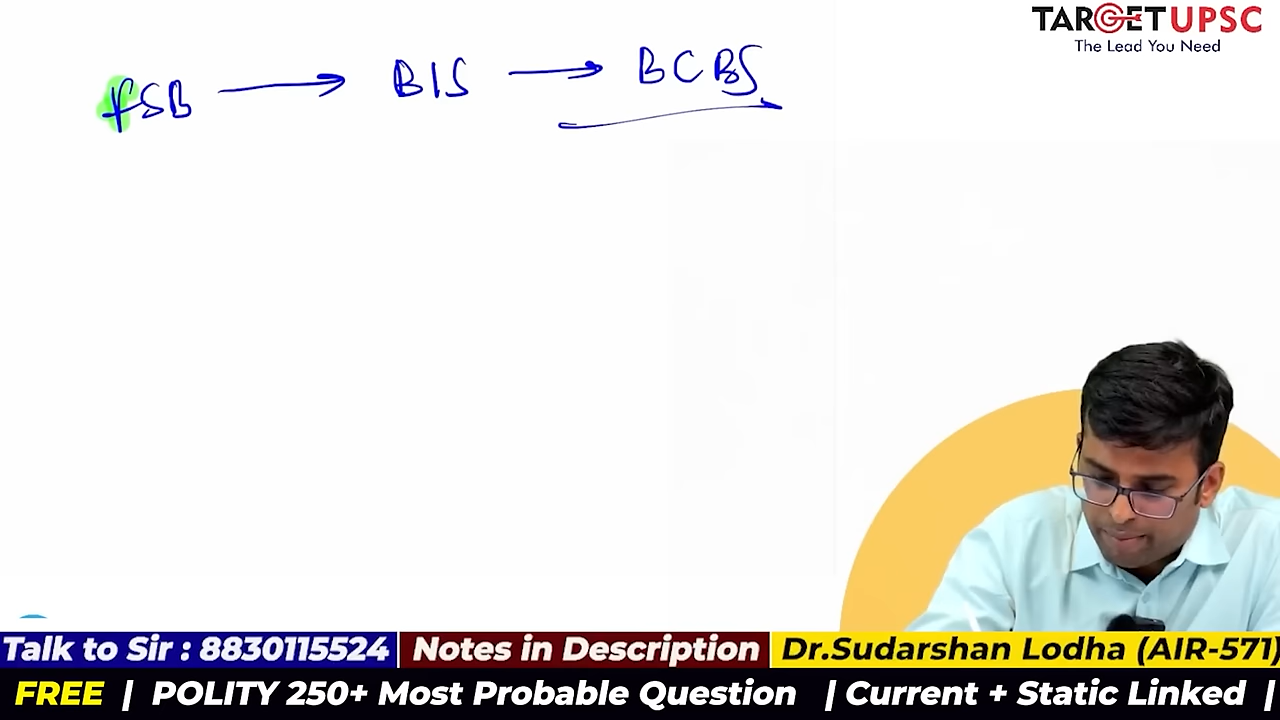 TARGET UPSC
The Lead You Need
FSB → BIS → BCBS
Talk to Sir : 8830115524 Notes in Description Dr.Sudarshan Lodha (AIR-571)
FREE | POLITY 250+ Most Probable Question | Current + Static Linked |